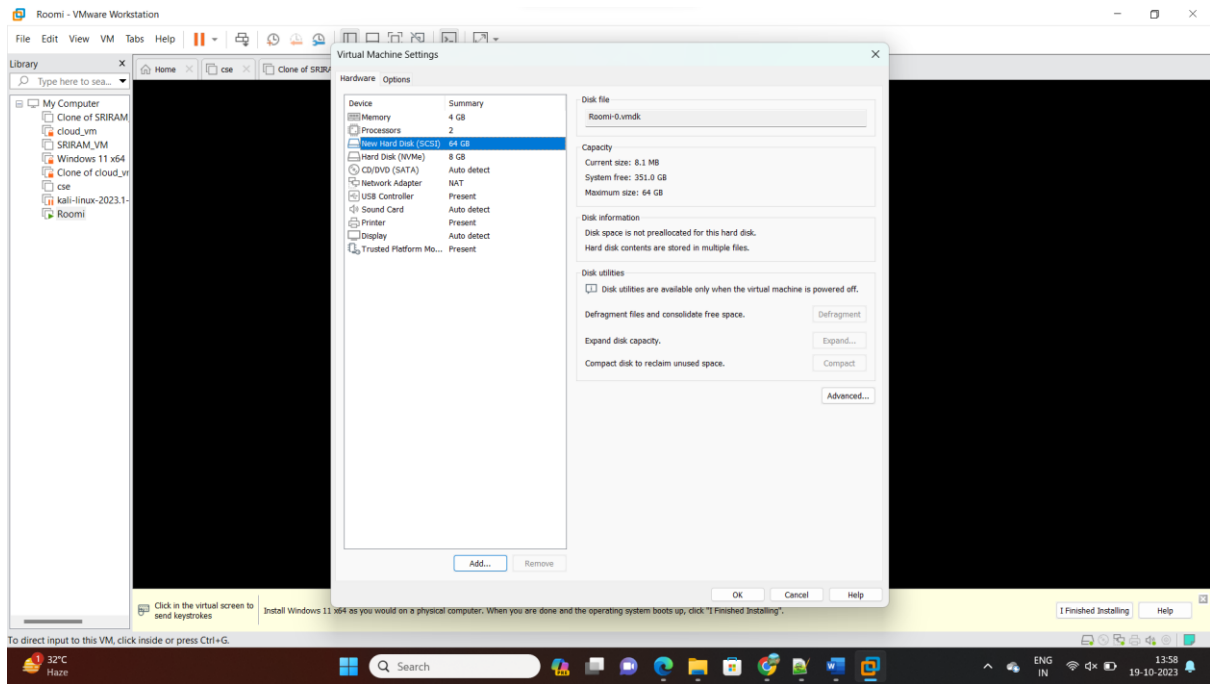 Roomi - VMware Workstation
File Edit View VM Tabs Help
Library X
Type here to sea...
My Computer
Clone of SRIRAM
cloud_vm
SRIRAM_VM
Windows 11 x64
Clone of cloud_vr
cse
kali-linux-2023.1-
Roomi
Home
cse
Clone of SRIRA
Virtual Machine Settings
Hardware Options
Device Summary
Memory 4 GB
Processors 2
New Hard Disk (SCSI) 64 GB
Hard Disk (NVMe) 8 GB
CD/DVD (SATA) Auto detect
Network Adapter NAT
USB Controller Present
Sound Card Auto detect
Printer Present
Display Auto detect
Trusted Platform Mo... Present
Add... Remove
Disk file
Roomi-0.vmdk
Capacity
Current size: 8.1 MB
System free: 351.0 GB
Maximum size: 64 GB
Disk information
Disk space is not preallocated for this hard disk.
Hard disk contents are stored in multiple files.
Disk utilities
Disk utilities are available only when the virtual machine is powered off.
Defragment files and consolidate free space. Defragment
Expand disk capacity. Expand...
Compact disk to reclaim unused space. Compact
Advanced...
OK Cancel Help
Click in the virtual screen to
send keystrokes
Install Windows 11 x64 as you would on a physical computer. When you are done and the operating system boots up, click "I Finished Installing".
I Finished Installing Help
To direct input to this VM, click inside or press Ctrl+G.
1
32°C
Haze
Search
ENG
IN
13:58
19-10-2023